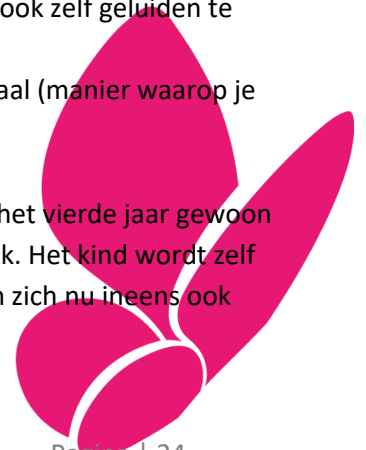 ook zelf geluiden te
aal (manier waarop je
het vierde jaar gewoon
k. Het kind wordt zelf
n zich nu ineens ook